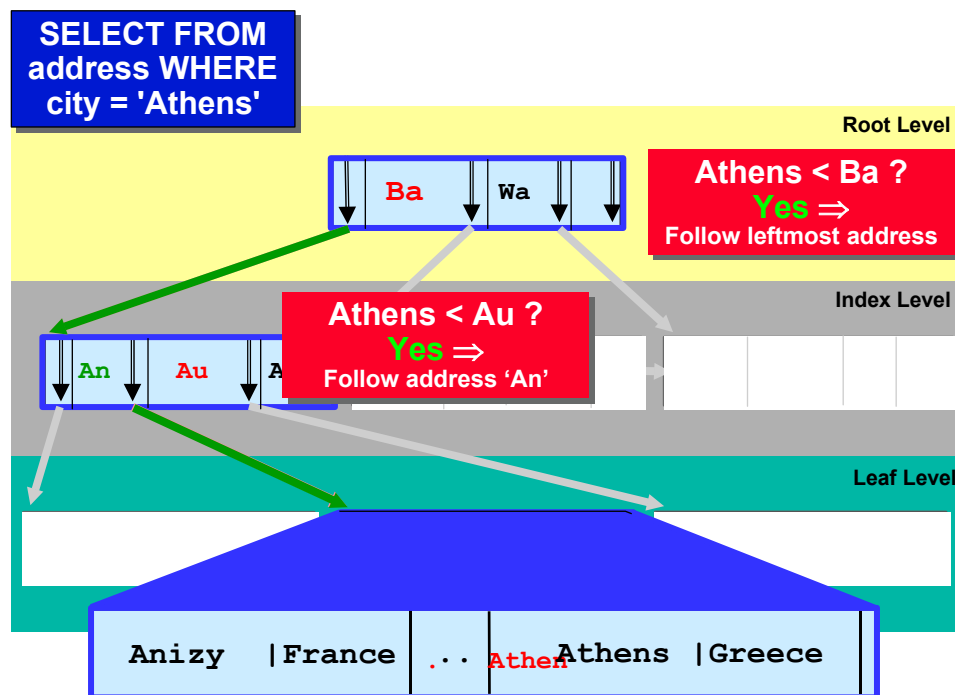 SELECT FROM
address WHERE
city = 'Athens'
Root Level
Ba Wa
Athens < Ba ?
Yes ⇒
Follow leftmost address
Index Level
An Au A
Athens < Au ?
Yes ⇒
Follow address ‘An’
Leaf Level
Anizy |France ... Athen Athens |Greece